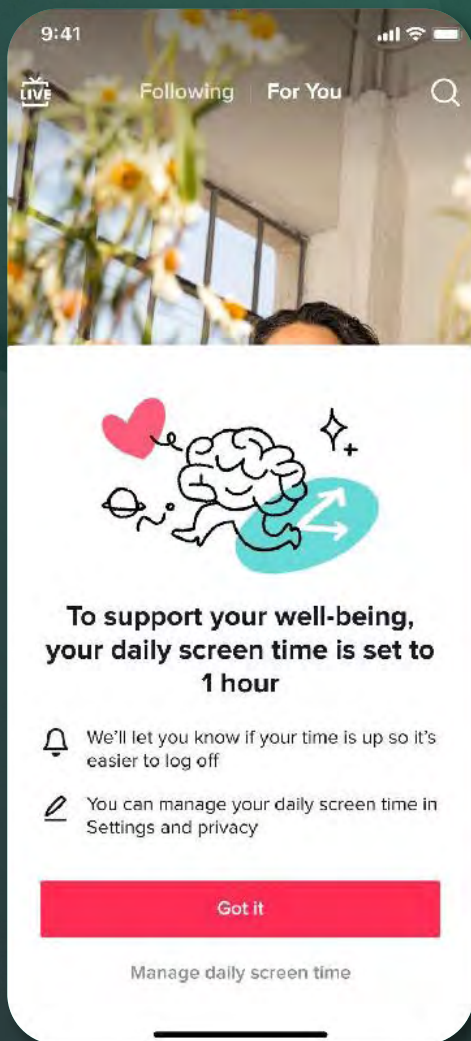 9:41
LIVE
Following
For You
To support your well-being,
your daily screen time is set to
1 hour
We'll let you know if your time is up so it's
easier to log off
You can manage your daily screen time in
Settings and privacy
Got it
Manage daily screen time